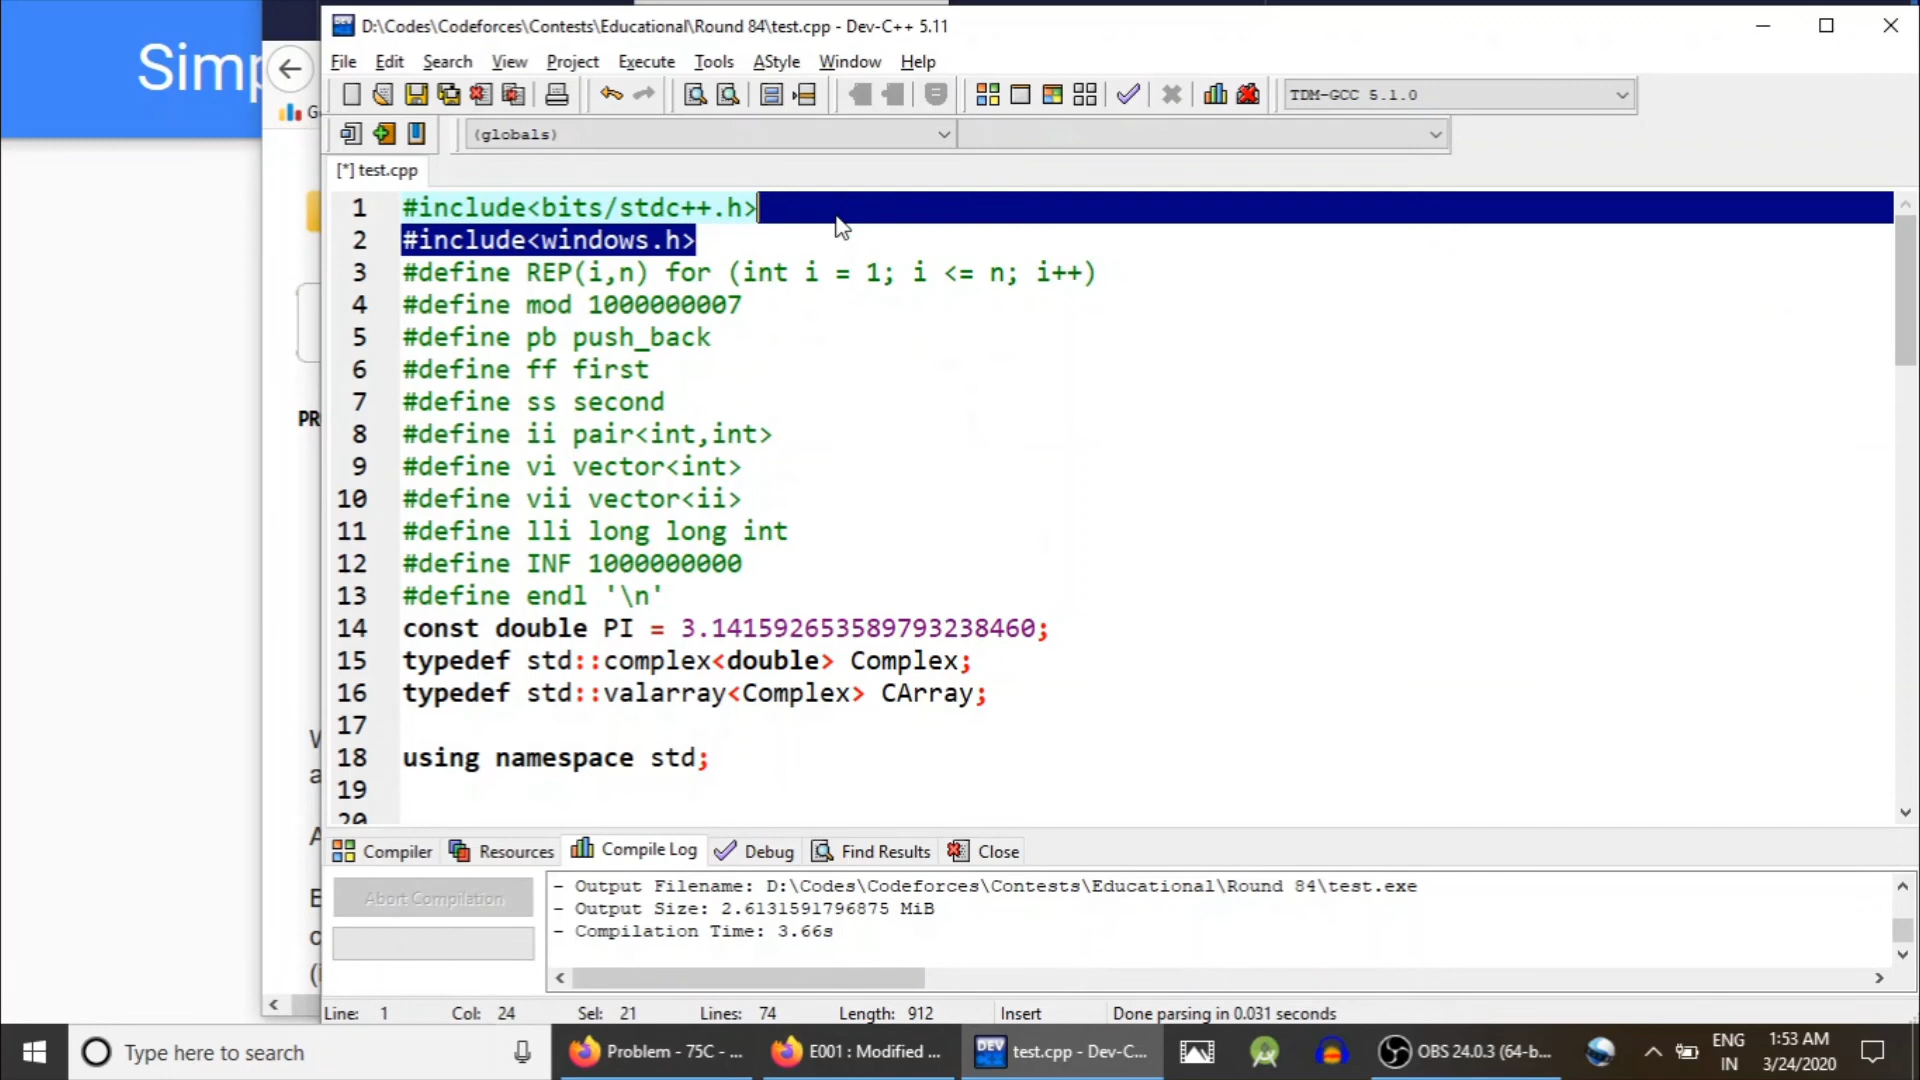 Simp
D:\Codes\Codeforces\Contests\Educational\Round 84\test.cpp - Dev-C++ 5.11
File Edit Search View Project Execute Tools AStyle Window Help
TDM-GCC 5.1.0
G
(globals)
[*] test.cpp
1 #include<bits/stdc++.h>
2 #include<windows.h>
3 #define REP(i,n) for (int i = 1; i <= n; i++)
4 #define mod 1000000007
5 #define pb push_back
6 #define ff first
7 #define ss second
8 #define ii pair<int,int>
9 #define vi vector<int>
10 #define vii vector<ii>
11 #define lli long long int
12 #define INF 1000000000
13 #define endl '\n'
14 const double PI = 3.141592653589793238460;
15 typedef std::complex<double> Complex;
16 typedef std::valarray<Complex> CArray;
17
18 using namespace std;
19
20
PR
a
A
E
o
(i
Compiler Resources Compile Log Debug Find Results Close
Abort Compilation
- Output Filename: D:\Codes\Codeforces\Contests\Educational\Round 84\test.exe
- Output Size: 2.6131591796875 MiB
- Compilation Time: 3.66s
Line: 1 Col: 24 Sel: 21 Lines: 74 Length: 912 Insert Done parsing in 0.031 seconds
Type here to search
Problem - 75C - ...
E001 : Modified ...
DEV
test.cpp - Dev-C...
OBS 24.0.3 (64-b...
ENG
IN
1:53 AM
3/24/2020